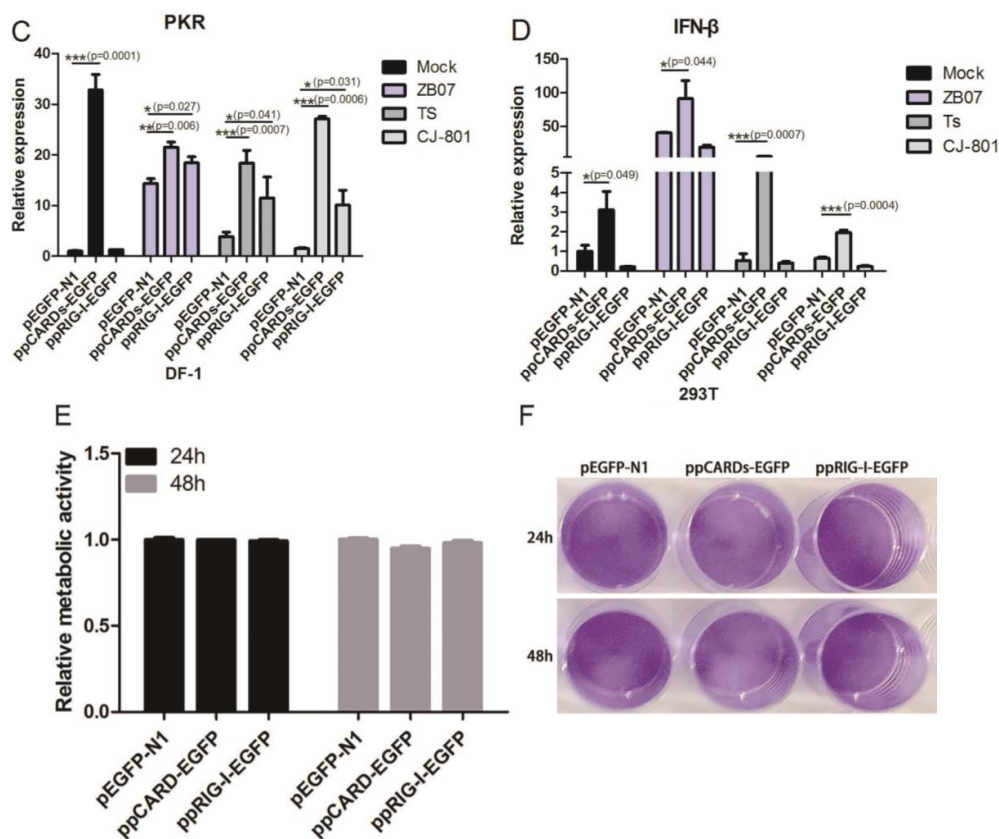 C
PKR
Relative expression
40
30
20
10
0
***(p=0.0001)
*(p=0.027)
**(p=0.006)
*(p=0.041)
***(p=0.0007)
*(p=0.031)
***(p=0.0006)
Mock
ZB07
TS
CJ-801
pEGFP-N1
ppCARDs-EGFP
ppRIG-I-EGFP
pEGFP-N1
ppCARDs-EGFP
ppRIG-I-EGFP
pEGFP-N1
ppCARDs-EGFP
ppRIG-I-EGFP
pEGFP-N1
ppCARDs-EGFP
ppRIG-I-EGFP
DF-1
D
IFN-β
Relative expression
150
100
50
5
4
3
2
1
0
*(p=0.049)
*(p=0.044)
***(p=0.0007)
***(p=0.0004)
Mock
ZB07
Ts
CJ-801
pEGFP-N1
ppCARDs-EGFP
ppRIG-I-EGFP
pEGFP-N1
ppCARDs-EGFP
ppRIG-I-EGFP
pEGFP-N1
ppCARDs-EGFP
ppRIG-I-EGFP
pEGFP-N1
ppCARDs-EGFP
ppRIG-I-EGFP
293T
E
Relative metabolic activity
1.5
1.0
0.5
0.0
24h
48h
pEGFP-N1
ppCARD-EGFP
ppRIG-I-EGFP
pEGFP-N1
ppCARD-EGFP
ppRIG-I-EGFP
F
pEGFP-N1
ppCARDs-EGFP
ppRIG-I-EGFP
24h
48h